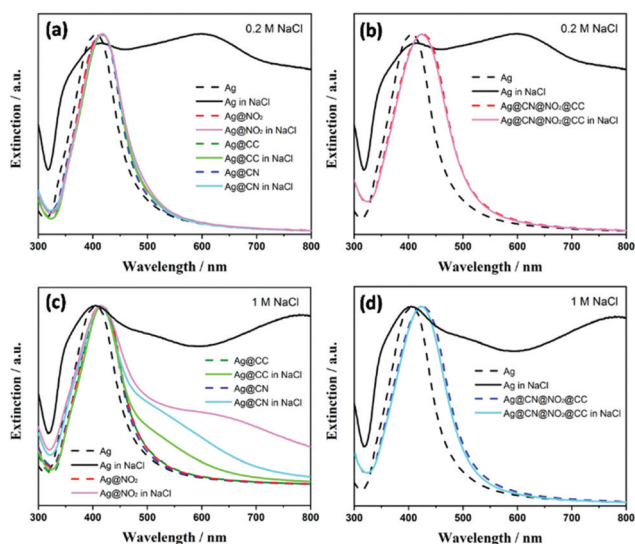 (a) 0.2 M NaCl
Ag
Ag in NaCl
Ag@NO₂
Ag@NO₂ in NaCl
Ag@CC
Ag@CC in NaCl
Ag@CN
Ag@CN in NaCl
Extinction / a.u.
300 400 500 600 700 800
Wavelength / nm
(b) 0.2 M NaCl
Ag
Ag in NaCl
Ag@CN@NO₂@CC
Ag@CN@NO₂@CC in NaCl
Extinction / a.u.
300 400 500 600 700 800
Wavelength / nm
(c) 1 M NaCl
Ag@CC
Ag@CC in NaCl
Ag@CN
Ag@CN in NaCl
Ag
Ag in NaCl
Ag@NO₂
Ag@NO₂ in NaCl
Extinction / a.u.
300 400 500 600 700 800
Wavelength / nm
(d) 1 M NaCl
Ag
Ag in NaCl
Ag@CN@NO₂@CC
Ag@CN@NO₂@CC in NaCl
Extinction / a.u.
300 400 500 600 700 800
Wavelength / nm